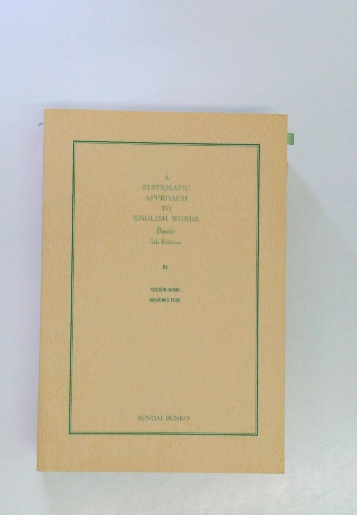 A
SYSTEMATIC
APPROACH
TO
ENGLISH WORDS
Basic
5th Edition
by
SUNDAI BUNKO